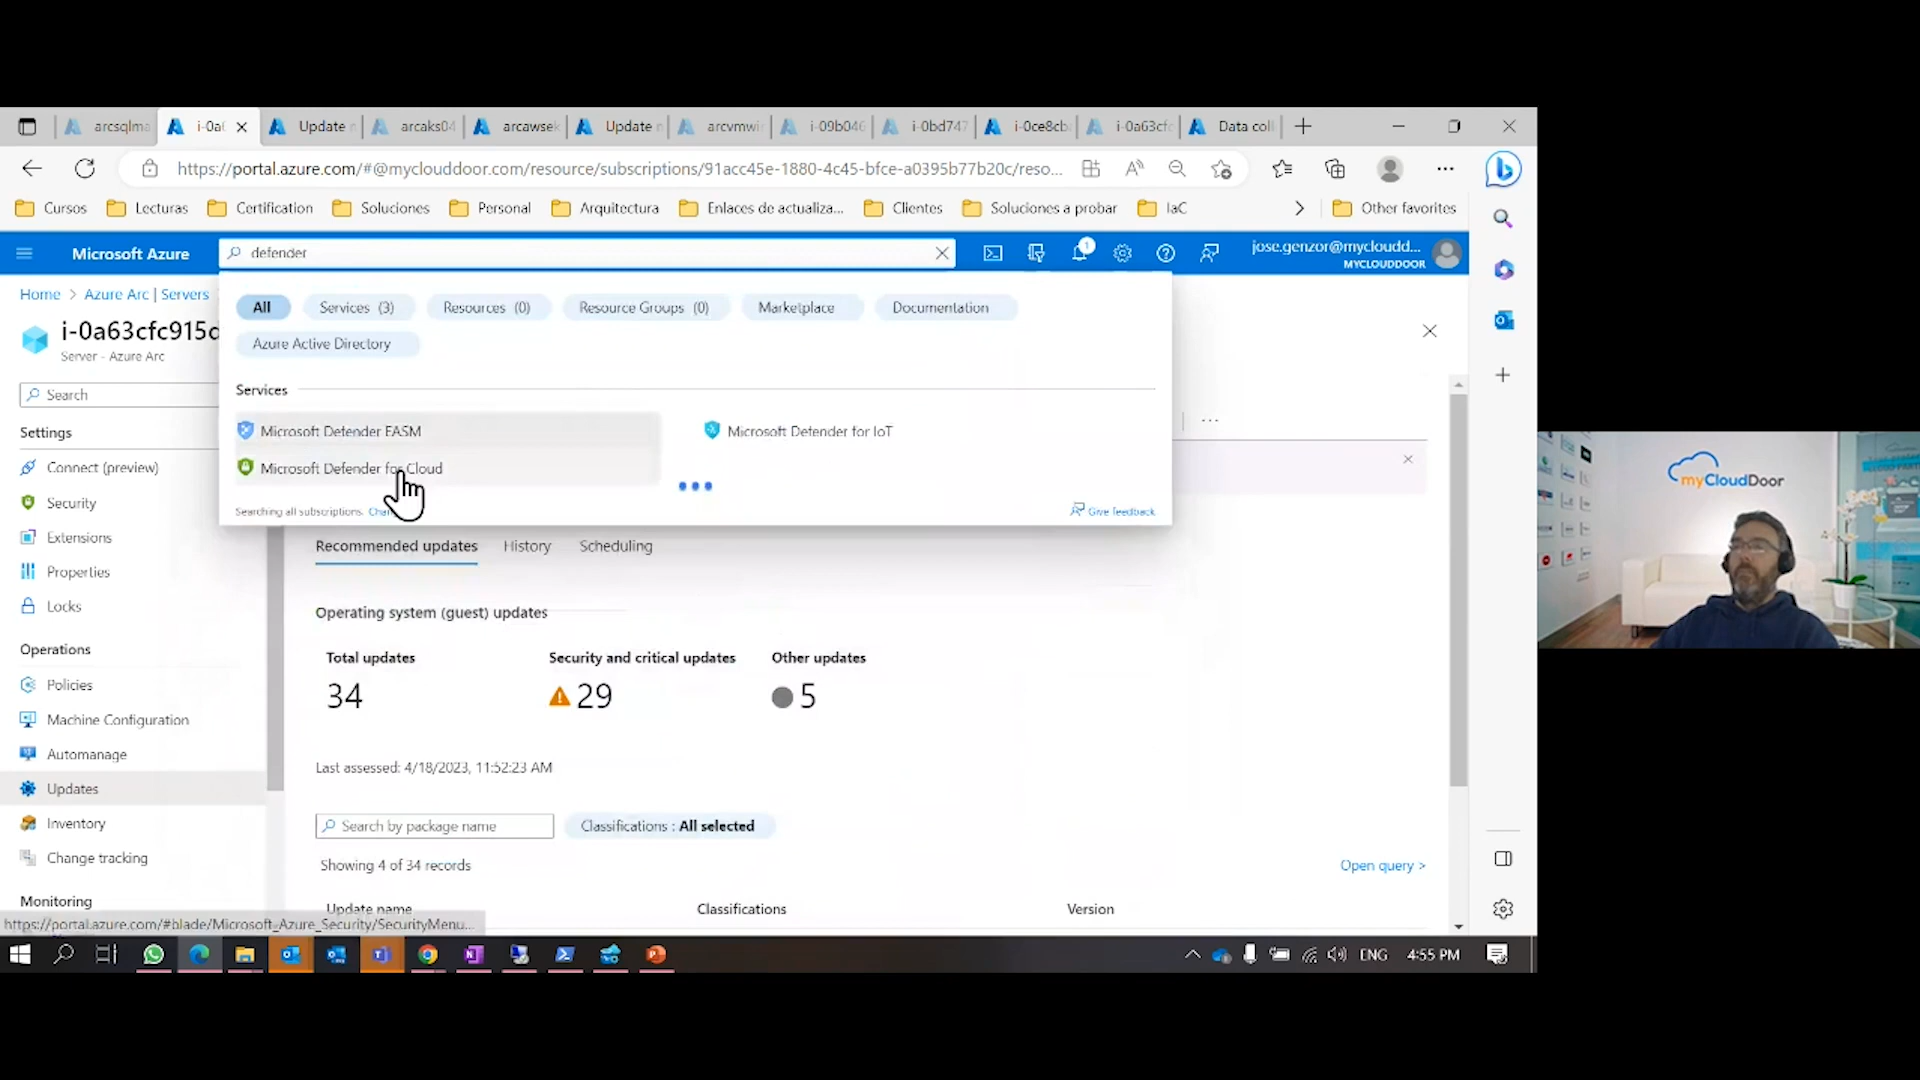 arcsqlma
i-0a6
Update m
arcaks04
arcawsek
Update m
arcvmwin
i-09b046
i-0bd747
i-0ce8cb
i-0a63cfc
Data coll
https://portal.azure.com/#@myclouddoor.com/resource/subscriptions/91acc45e-1880-4c45-bfce-a0395b77b20c/reso...
Cursos
Lecturas
Certification
Soluciones
Personal
Arquitectura
Enlaces de actualiza...
Clientes
Soluciones a probar
IaC
Other favorites
Microsoft Azure
defender
1
jose.genzor@mycloudd...
MYCLOUDDOOR
Home > Azure Arc | Servers
i-0a63cfc915d
Server - Azure Arc
Search
Settings
Connect (preview)
Security
Extensions
Properties
Locks
Operations
Policies
Machine Configuration
Automanage
Updates
Inventory
Change tracking
Monitoring
All
Services (3)
Resources (0)
Resource Groups (0)
Marketplace
Documentation
Azure Active Directory
Services
Microsoft Defender EASM
Microsoft Defender for IoT
Microsoft Defender for Cloud
Searching all subscriptions.
Give feedback
Recommended updates
History
Scheduling
Operating system (guest) updates
Total updates
Security and critical updates
Other updates
34
29
5
Last assessed: 4/18/2023, 11:52:23 AM
Search by package name
Classifications : All selected
Showing 4 of 34 records
Open query >
Update name
Classifications
Version
https://portal.azure.com/#blade/Microsoft_Azure_Security/SecurityMenu...
ENG
4:55 PM
myCloudDoor